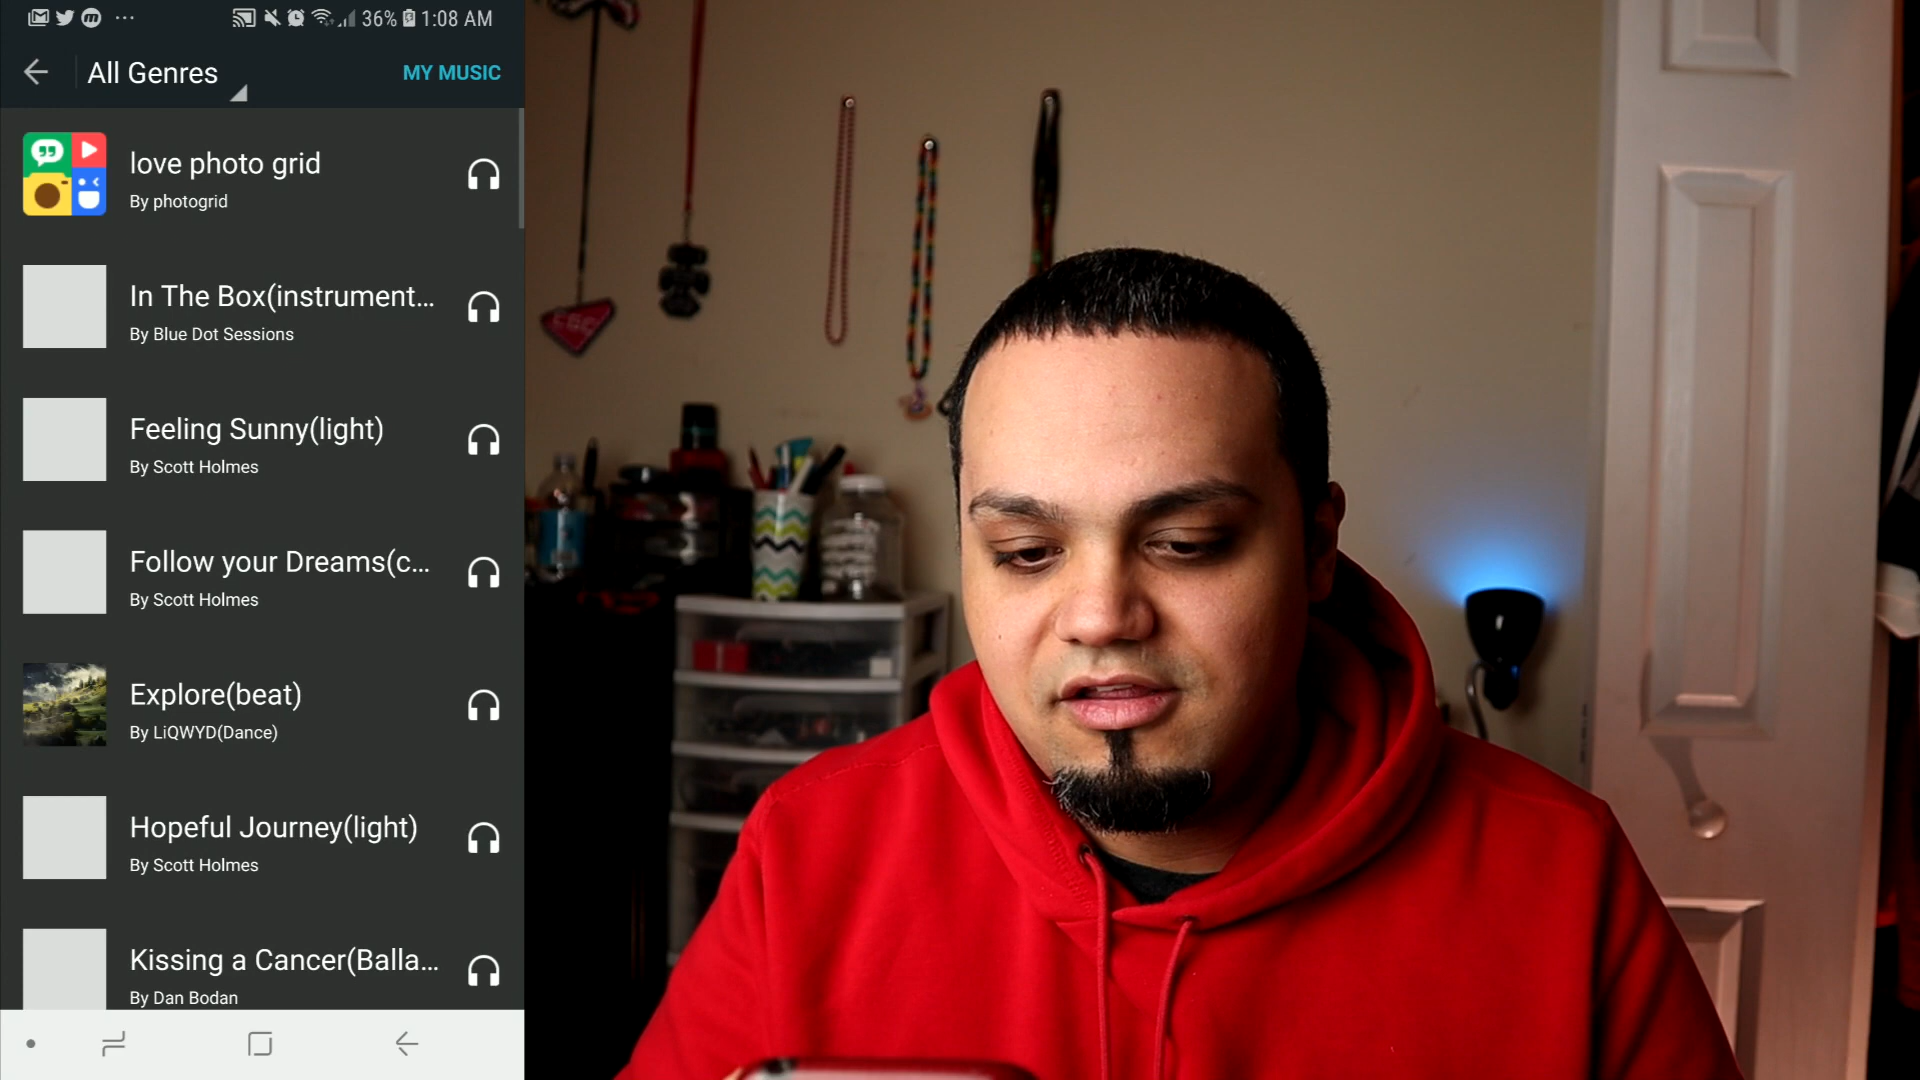 36% 1:08 AM
All Genres
MY MUSIC
love photo grid
By photogrid
In The Box(instrument...
By Blue Dot Sessions
Feeling Sunny(light)
By Scott Holmes
Follow your Dreams(c...
By Scott Holmes
Explore(beat)
By LiQWYD(Dance)
Hopeful Journey(light)
By Scott Holmes
Kissing a Cancer(Balla...
By Dan Bodan